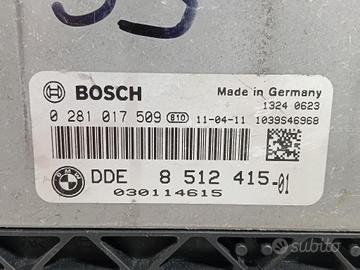 BOSCH
Made in Germany
1324 0623
0 281 017 509 810 11-04-11 1039S46968
BMW
DDE 8 512 415-01
030114615
subito